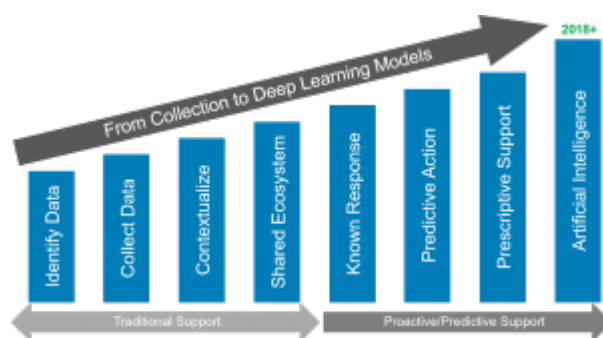 2018+
From Collection to Deep Learning Models
Identify Data
Collect Data
Contextualize
Shared Ecosystem
Known Response
Predictive Action
Prescriptive Support
Artificial Intelligence
Traditional Support
Proactive/Predictive Support